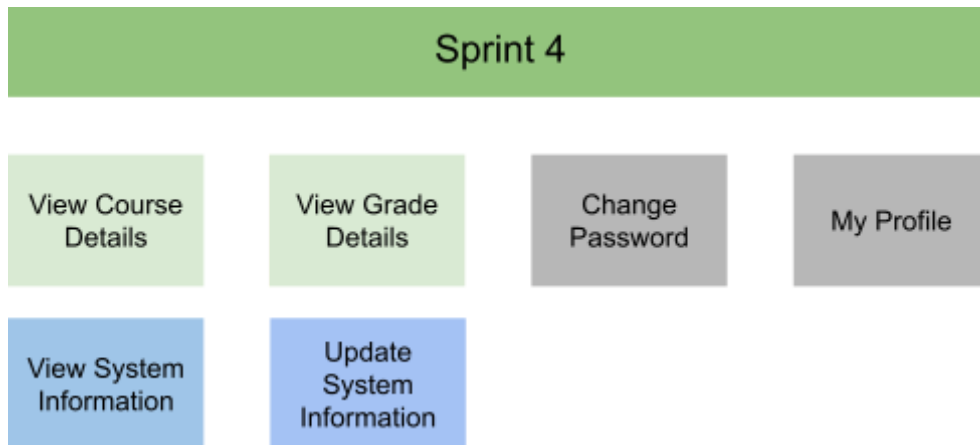 Sprint 4
View Course
Details
View Grade
Details
Change
Password
My Profile
View System
Information
Update
System
Information